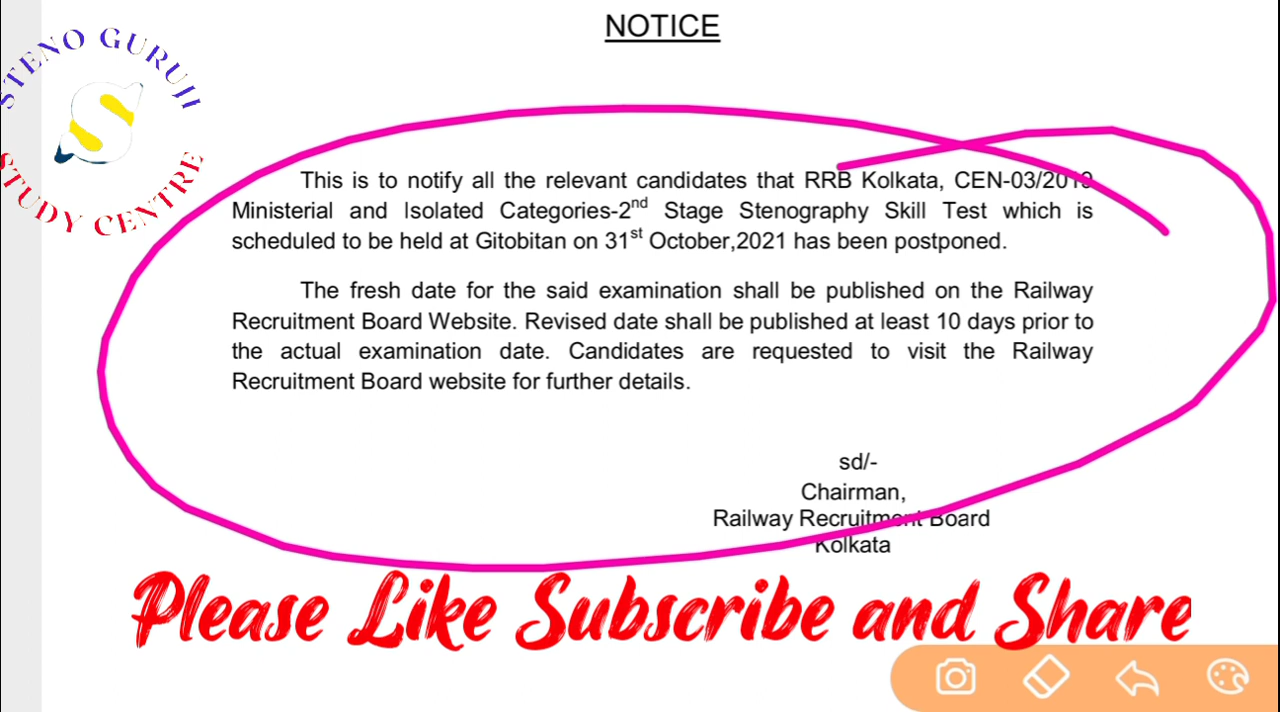 NOTICE
STENO GURUJI
STUDY CENTRE
This is to notify all the relevant candidates that RRB Kolkata, CEN-03/2019
Ministerial and Isolated Categories-2nd Stage Stenography Skill Test which is
scheduled to be held at Gitobitan on 31st October,2021 has been postponed.
The fresh date for the said examination shall be published on the Railway
Recruitment Board Website. Revised date shall be published at least 10 days prior to
the actual examination date. Candidates are requested to visit the Railway
Recruitment Board website for further details.
sd/-
Chairman,
Railway Recruitment Board
Kolkata
Please Like Subscribe and Share